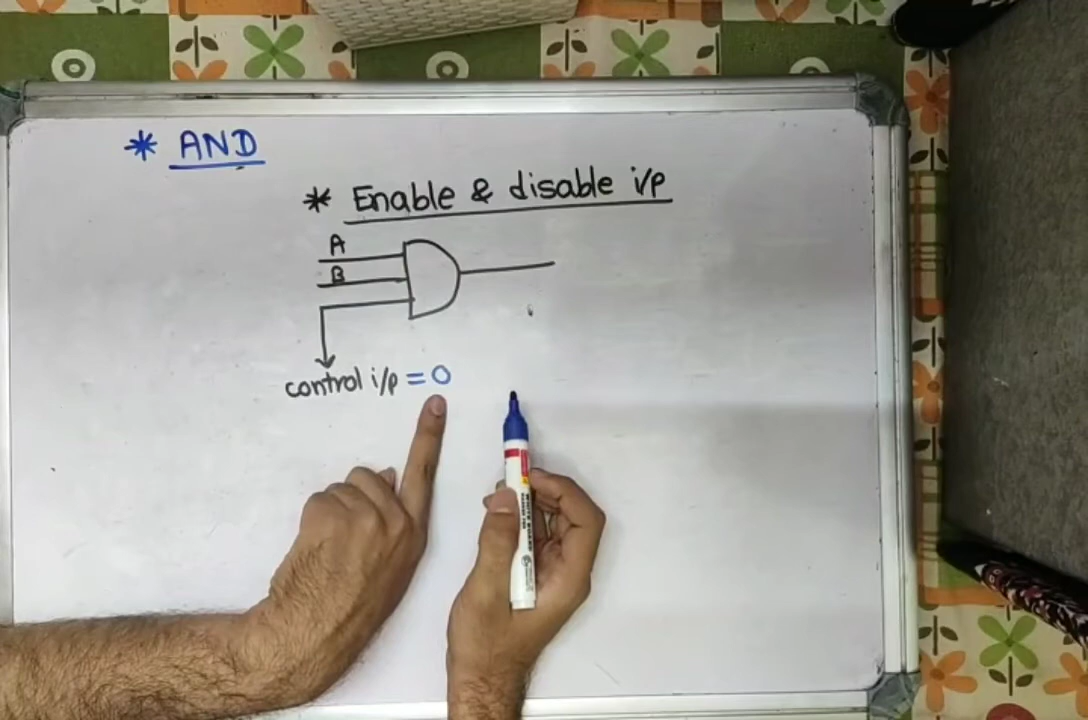 * AND
* Enable & disable i/p
A
B
control i/p = 0